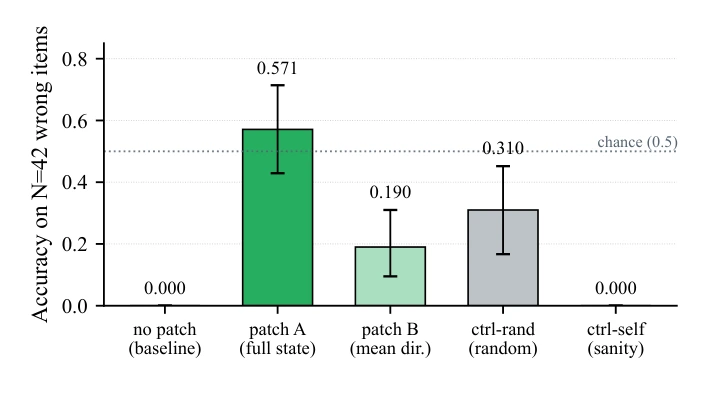 Accuracy on N=42 wrong items
0.8
0.6
0.4
0.2
0.0
0.000
0.571
0.190
0.310
0.000
chance (0.5)
no patch
(baseline)
patch A
(full state)
patch B
(mean dir.)
ctrl-rand
(random)
ctrl-self
(sanity)